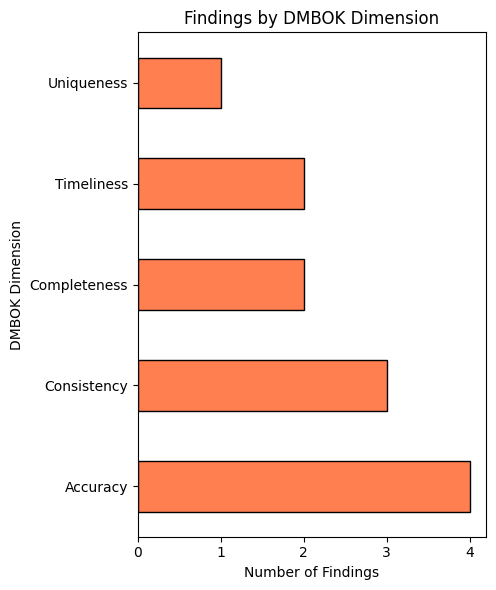 Findings by DMBOK Dimension
DMBOK Dimension
Uniqueness
Timeliness
Completeness
Consistency
Accuracy
0 1 2 3 4
Number of Findings